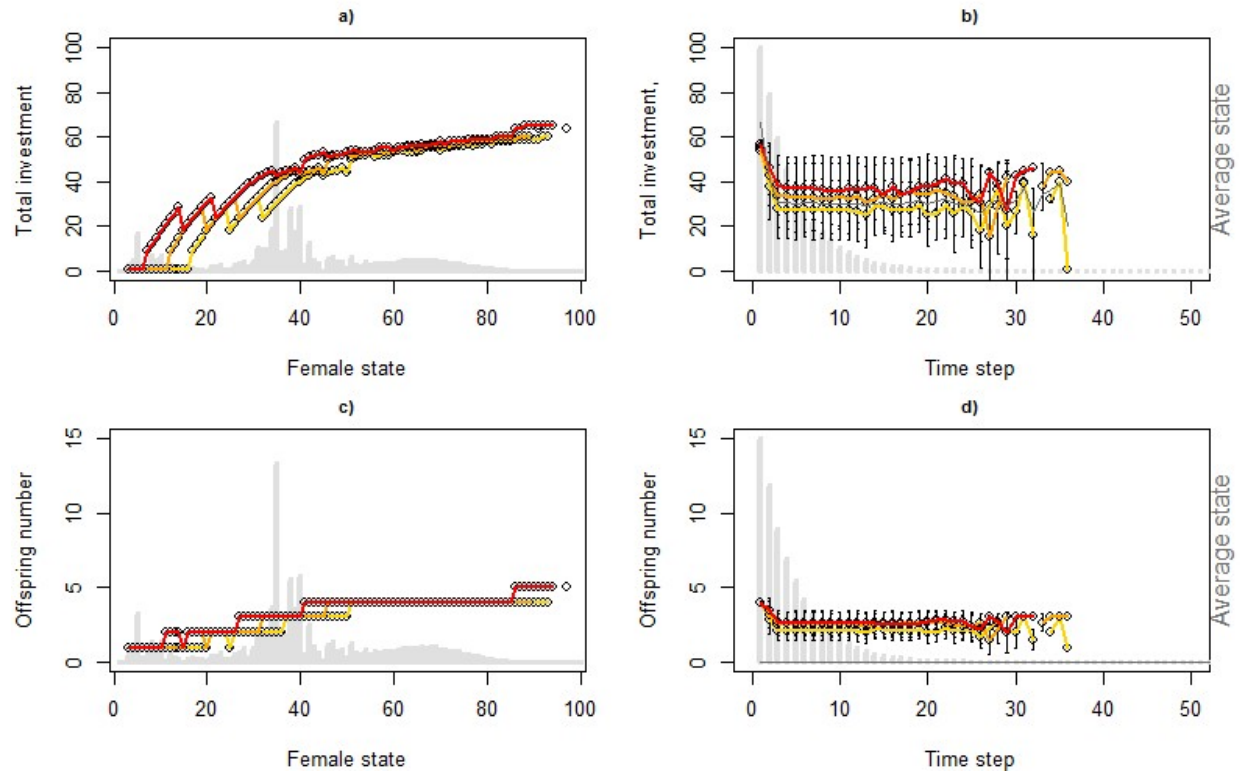 a)
Total investment
100
80
60
40
20
0
0 20 40 60 80 100
Female state
b)
Total investment,
100
80
60
40
20
0
0 10 20 30 40 50
Time step
Average state
c)
Offspring number
15
10
5
0
0 20 40 60 80 100
Female state
d)
Offspring number
15
10
5
0
0 10 20 30 40 50
Time step
Average state